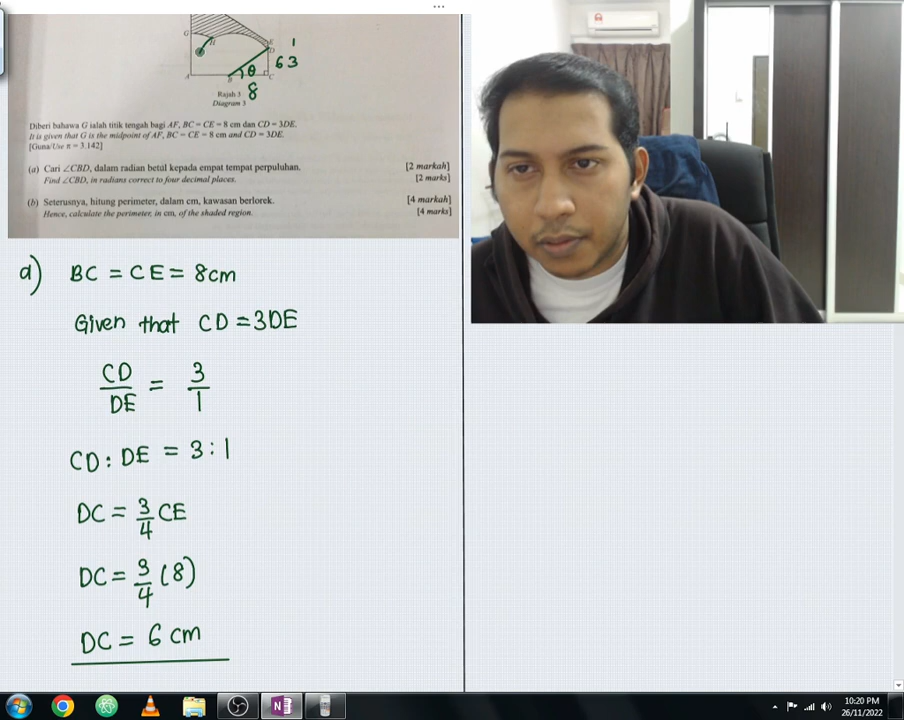 G
H
E
D
1
6 3
θ
A
B
C
8
Rajah 3
Diagram 3
Diberi bahawa G ialah titik tengah bagi AF, BC = CE = 8 cm dan CD = 3DE.
It is given that G is the midpoint of AF, BC = CE = 8 cm and CD = 3DE.
[Guna/Use π = 3.142]
(a) Cari ∠CBD, dalam radian betul kepada empat tempat perpuluhan. [2 markah]
Find ∠CBD, in radians correct to four decimal places. [2 marks]
(b) Seterusnya, hitung perimeter, dalam cm, kawasan berlorek. [4 markah]
Hence, calculate the perimeter, in cm, of the shaded region. [4 marks]
a) BC = CE = 8cm
Given that CD = 3DE
CD/DE = 3/1
CD : DE = 3 : 1
DC = 3/4 CE
DC = 3/4 (8)
DC = 6 cm
10:20 PM
26/11/2022